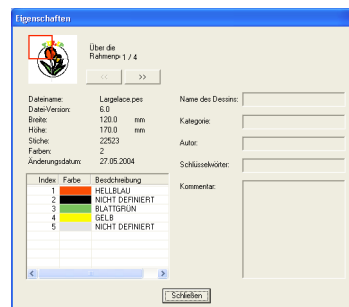 Eigenschaften
Über die
Rahmenpo 1 / 4
<< >>
Dateiname: Largelace.pes
Datei-Version: 6.0
Breite: 120.0 mm
Höhe: 170.0 mm
Stiche: 22523
Farben: 2
Änderungsdatum: 27.05.2004
Name des Dessins:
Kategorie:
Autor:
Schlüsselwörter:
Kommentar:
Index Farbe Besdchreibung
1 HELLBLAU
2 NICHT DEFINIERT
3 BLATTGRÜN
4 GELB
5 NICHT DEFINIERT
Schließen